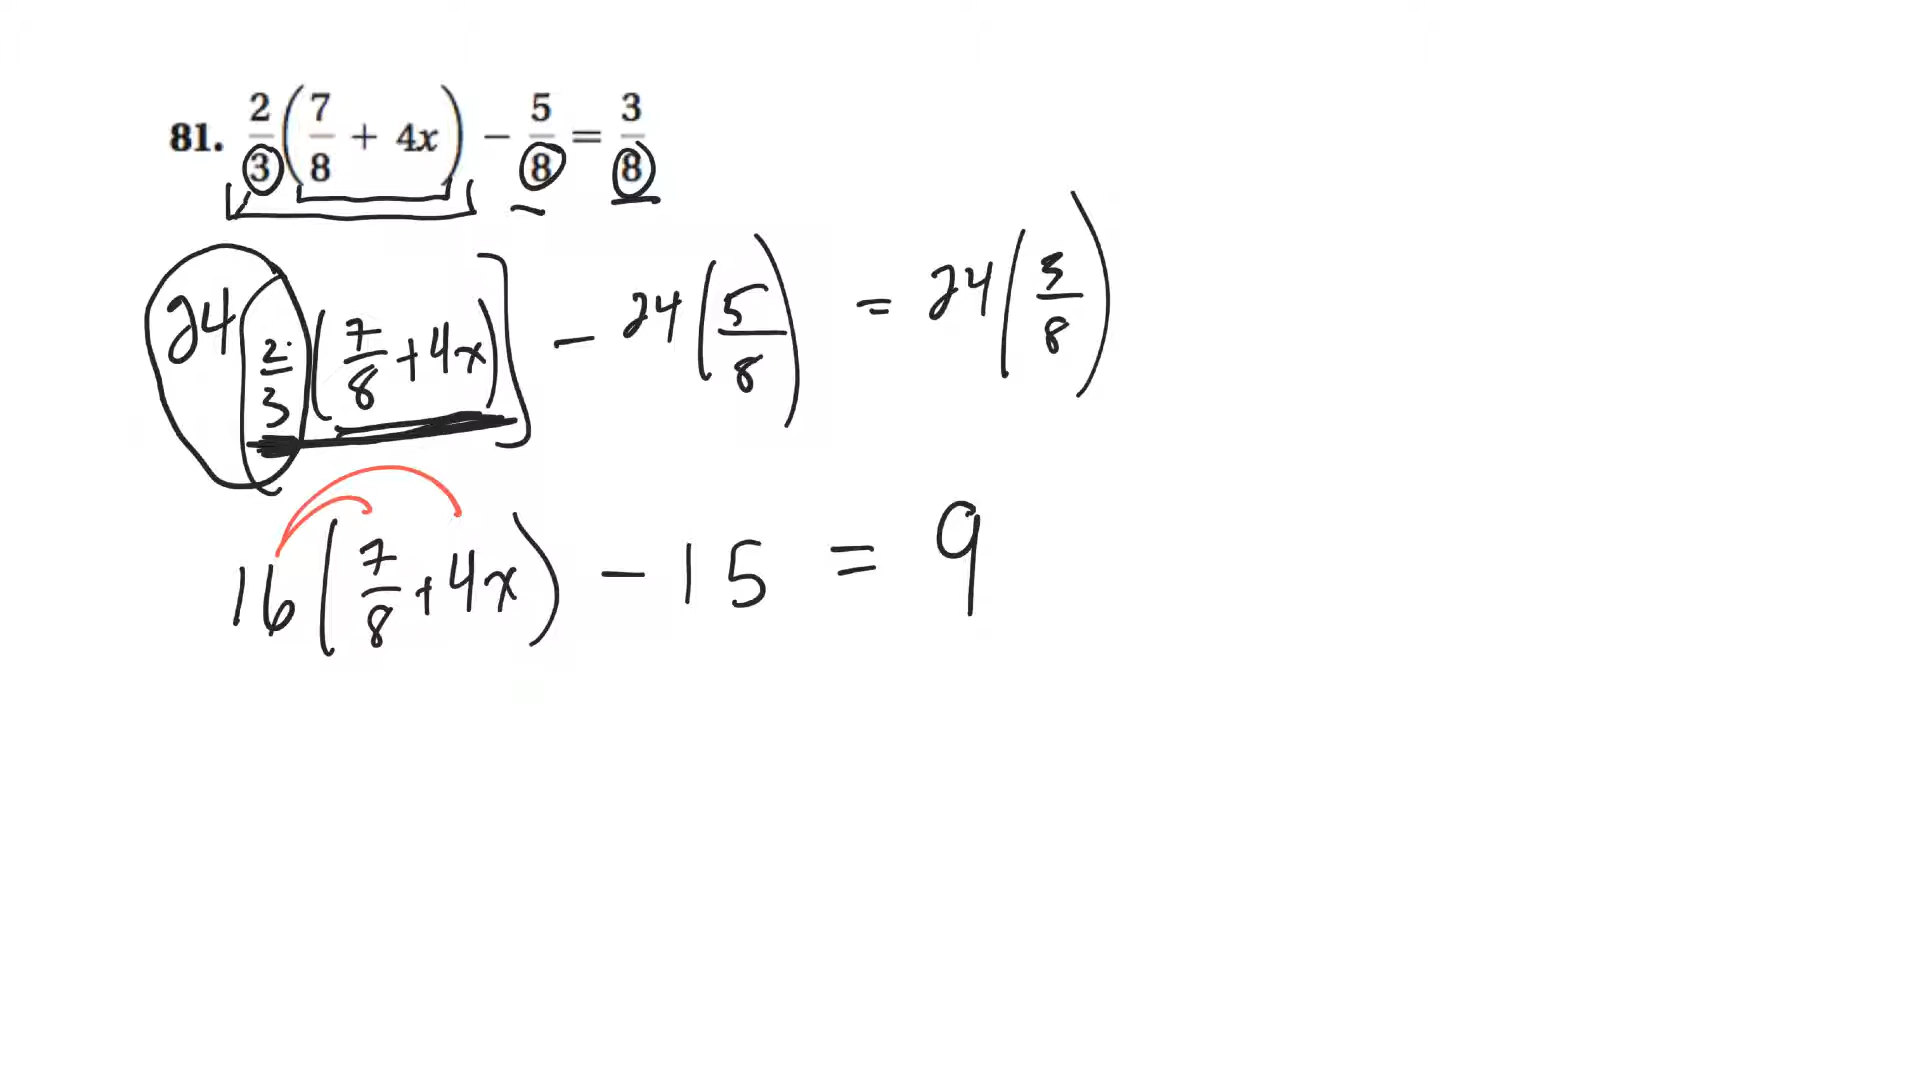 81. 2/3(7/8 + 4x) − 5/8 = 3/8
24[2/3(7/8+4x)] − 24(5/8) = 24(3/8)
16(7/8+4x) − 15 = 9